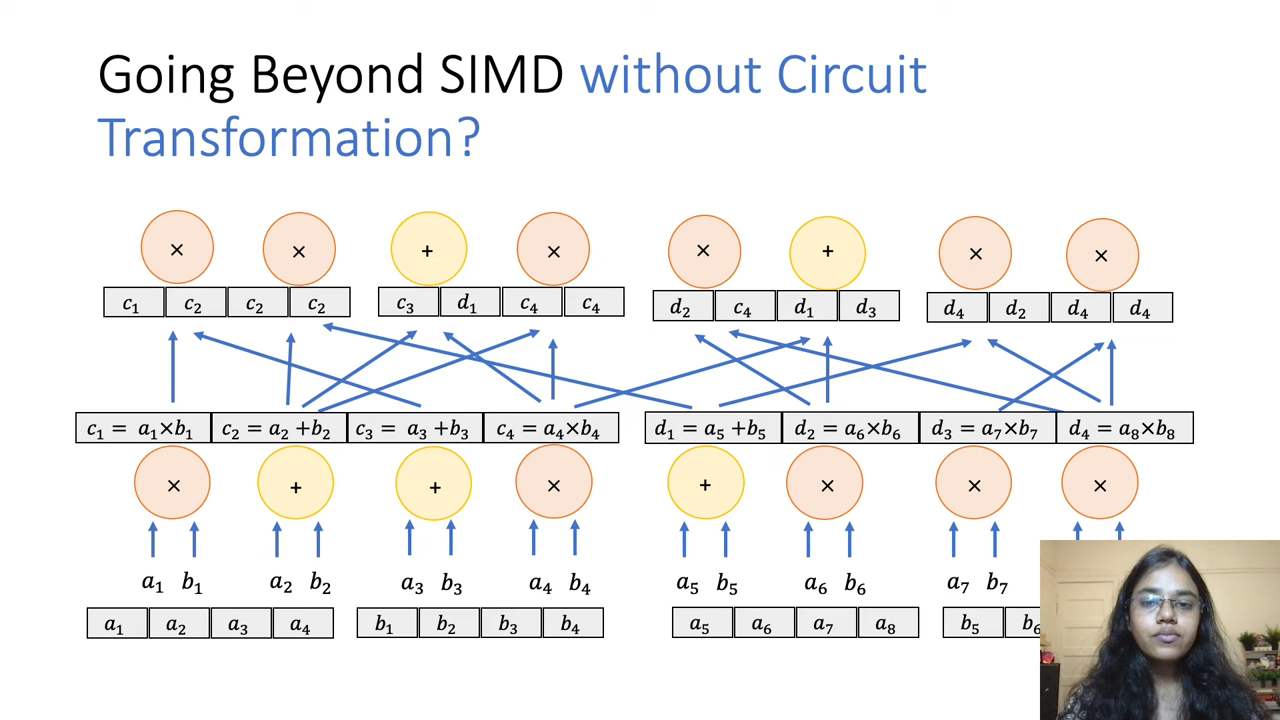 Going Beyond SIMD without Circuit
Transformation?
× × + × × + × ×
c₁ c₂ c₂ c₂ c₃ d₁ c₄ c₄ d₂ c₄ d₁ d₃ d₄ d₂ d₄ d₄
c₁ = a₁×b₁ c₂ = a₂+b₂ c₃ = a₃+b₃ c₄ = a₄×b₄ d₁ = a₅+b₅ d₂ = a₆×b₆ d₃ = a₇×b₇ d₄ = a₈×b₈
× + + × + × × ×
a₁ b₁ a₂ b₂ a₃ b₃ a₄ b₄ a₅ b₅ a₆ b₆ a₇ b₇
a₁ a₂ a₃ a₄ b₁ b₂ b₃ b₄ a₅ a₆ a₇ a₈ b₅ b₆